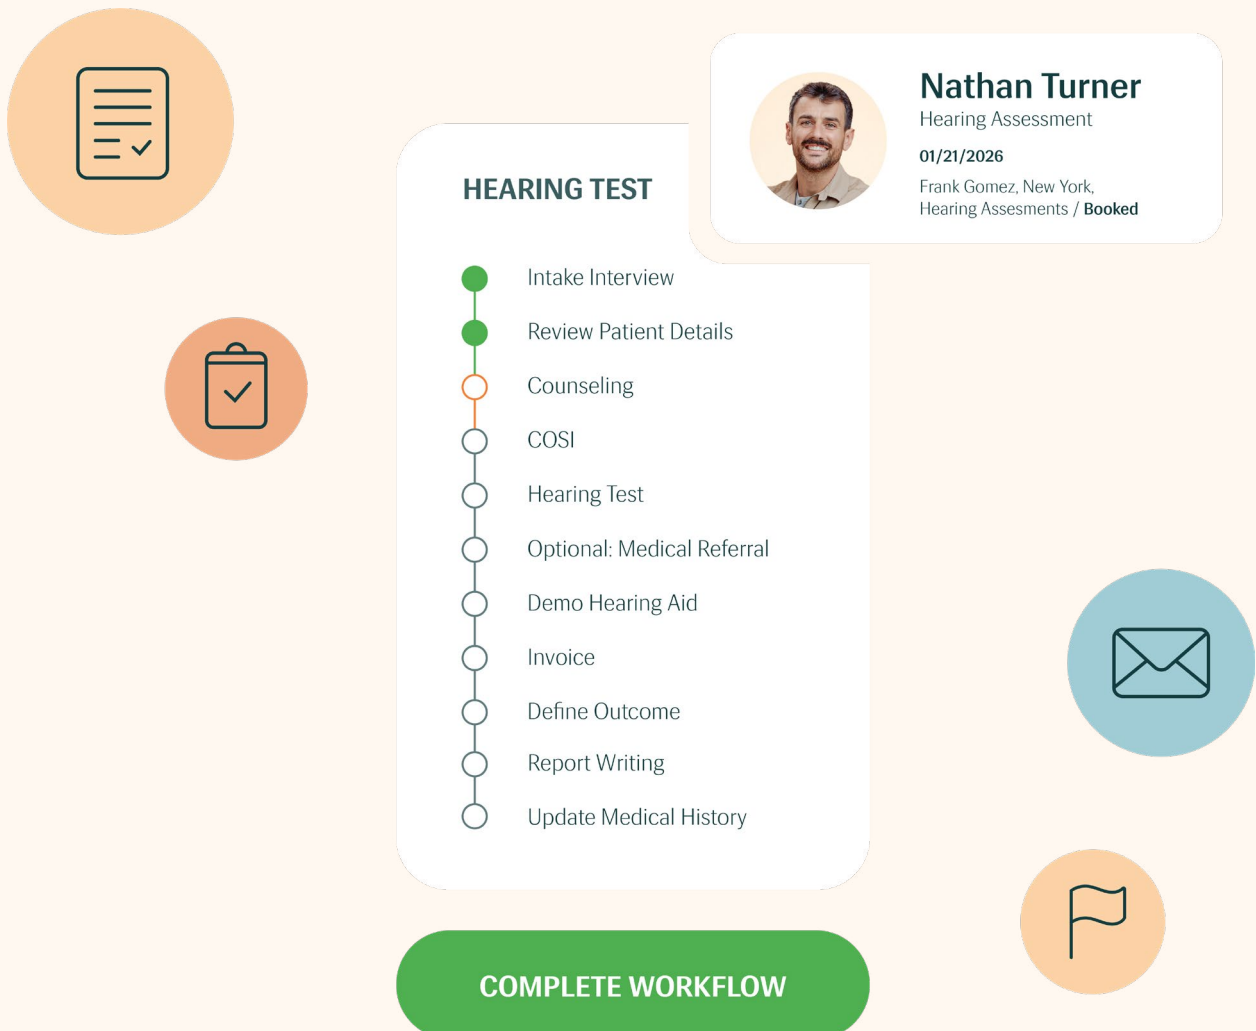 Nathan Turner
Hearing Assessment
01/21/2026
Frank Gomez, New York,
Hearing Assesments / Booked
HEARING TEST
Intake Interview
Review Patient Details
Counseling
COSI
Hearing Test
Optional: Medical Referral
Demo Hearing Aid
Invoice
Define Outcome
Report Writing
Update Medical History
COMPLETE WORKFLOW